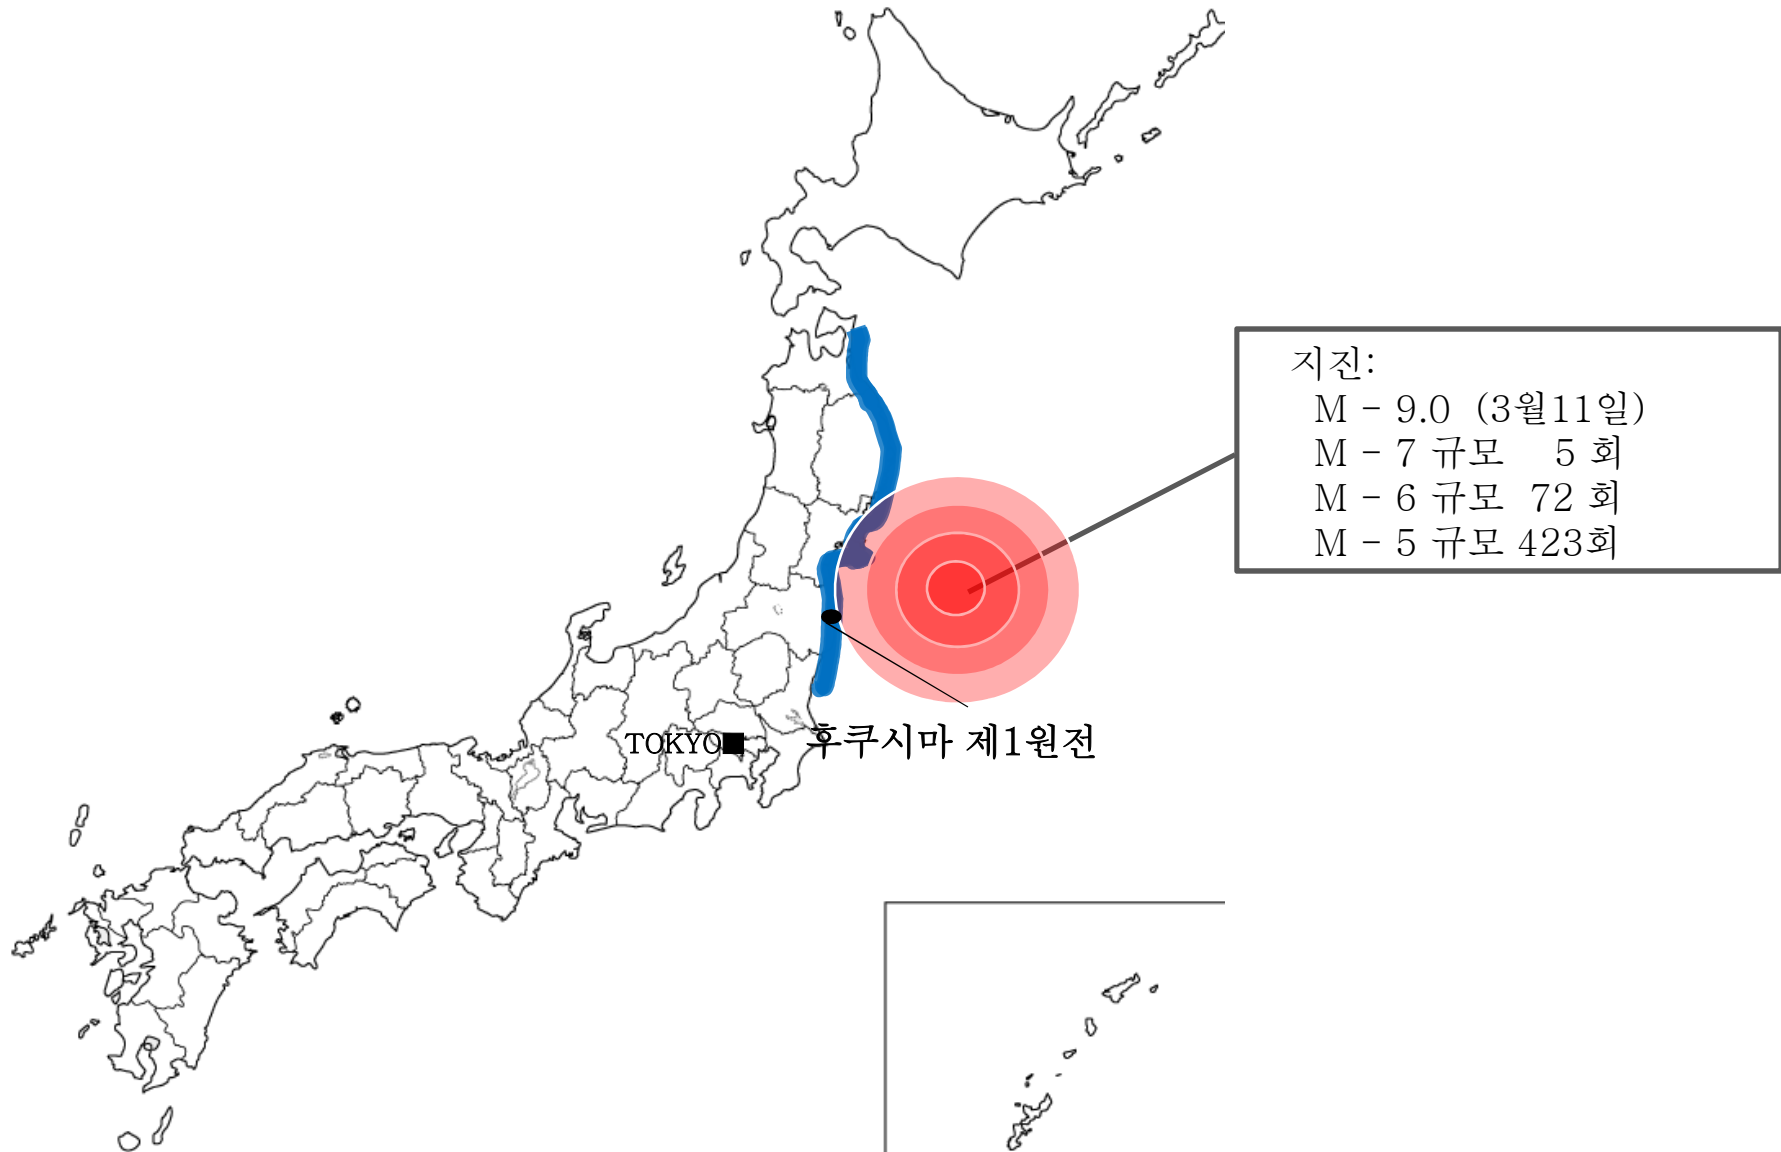 지진:
M - 9.0 (3월11일)
M - 7 규모 5 회
M - 6 규모 72 회
M - 5 규모 423회
TOKYO
후쿠시마 제1원전